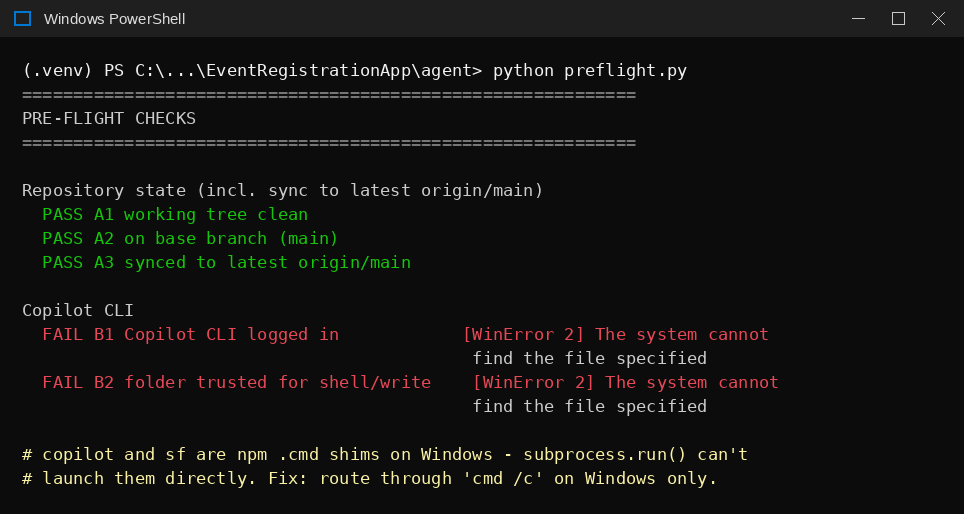 Windows PowerShell
(.venv) PS C:\...\EventRegistrationApp\agent> python preflight.py
============================================================
PRE-FLIGHT CHECKS
============================================================
Repository state (incl. sync to latest origin/main)
PASS A1 working tree clean
PASS A2 on base branch (main)
PASS A3 synced to latest origin/main
Copilot CLI
FAIL B1 Copilot CLI logged in [WinError 2] The system cannot
find the file specified
FAIL B2 folder trusted for shell/write [WinError 2] The system cannot
find the file specified
# copilot and sf are npm .cmd shims on Windows - subprocess.run() can't
# launch them directly. Fix: route through 'cmd /c' on Windows only.